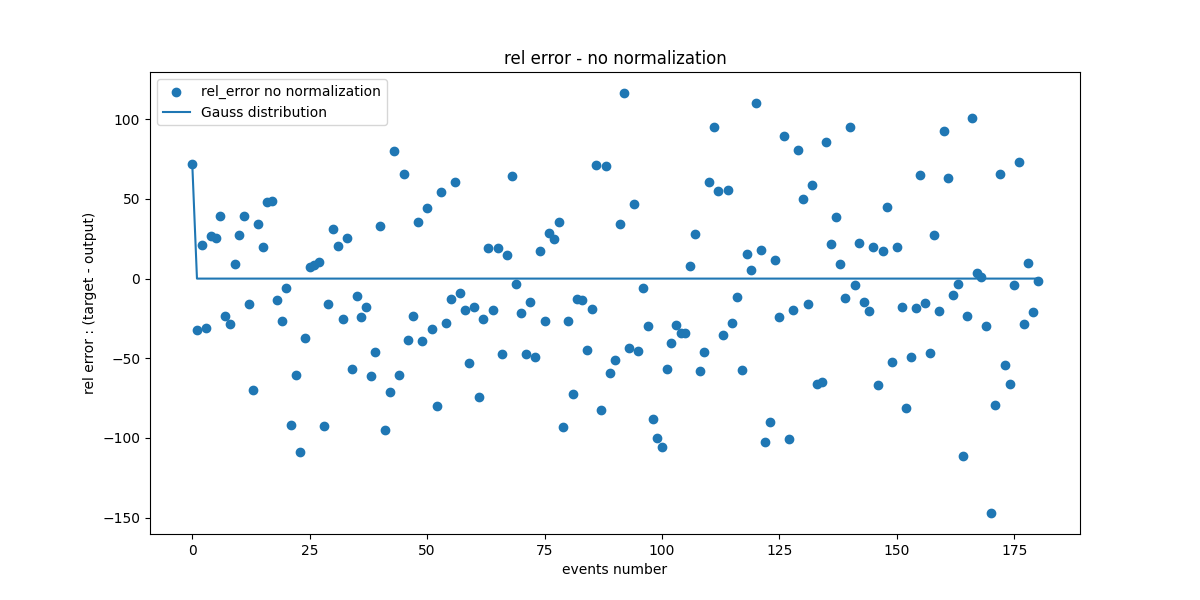 rel error - no normalization
rel_error no normalization
Gauss distribution
rel error : (target - output)
100
50
0
−50
−100
−150
0 25 50 75 100 125 150 175
events number